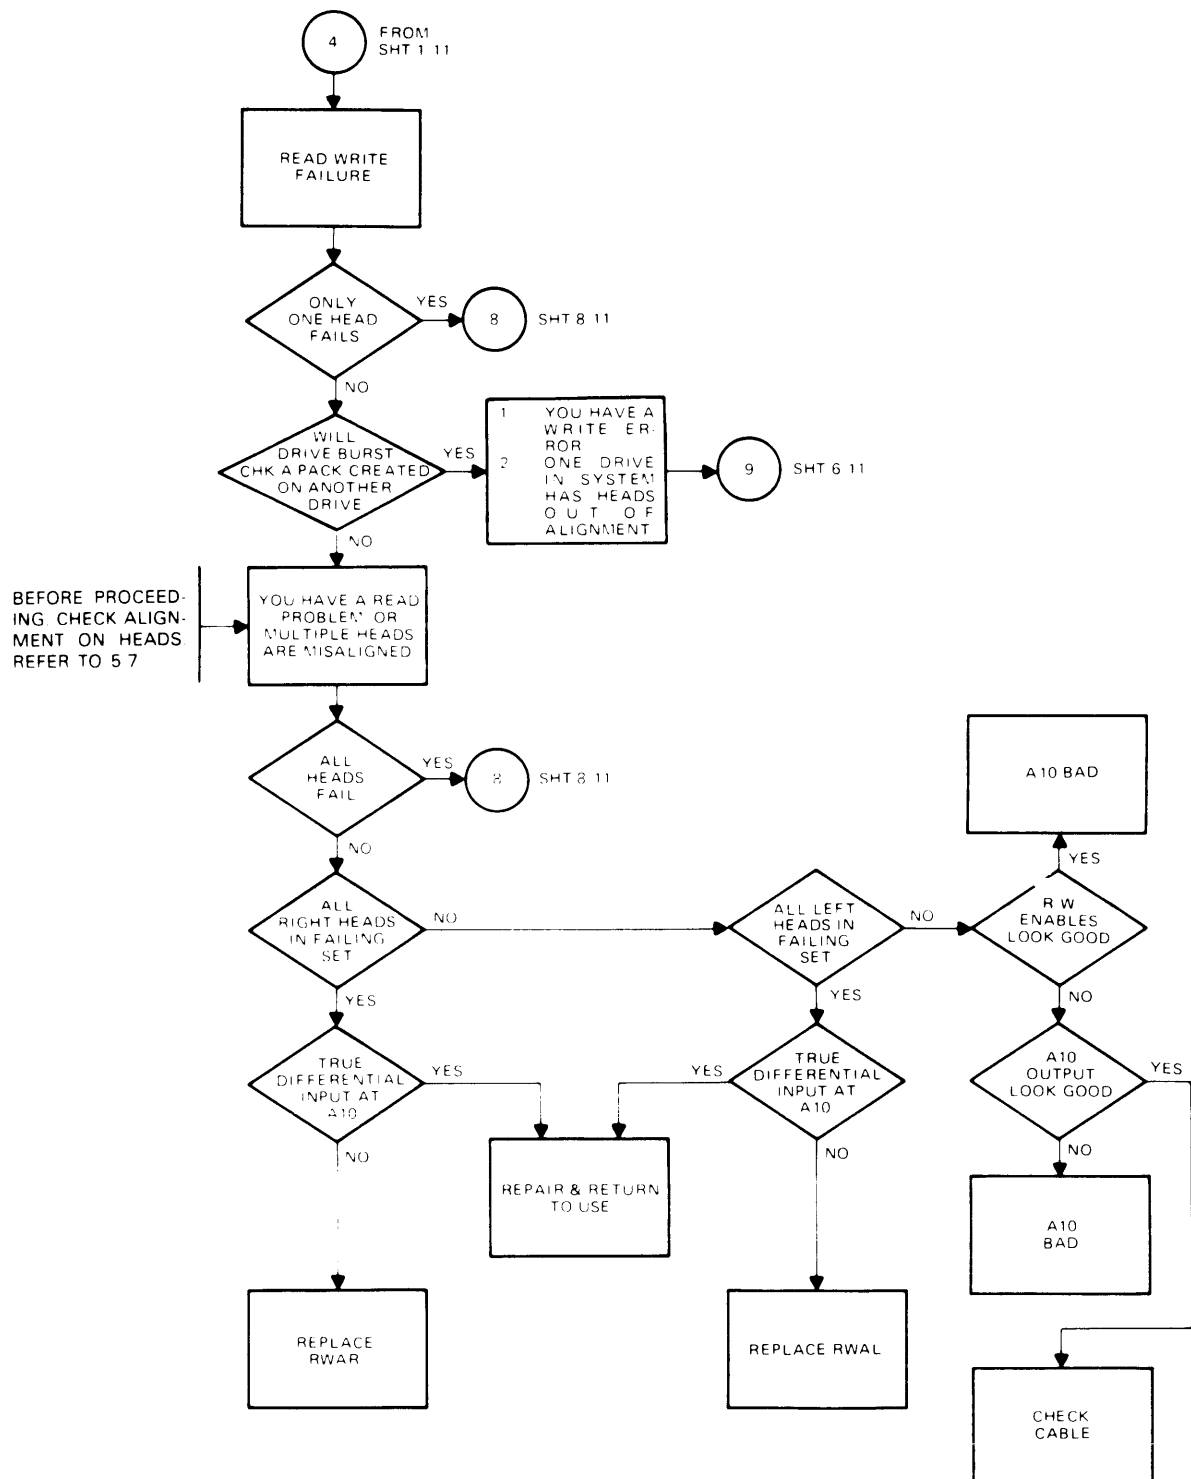 4
FROM
SHT 1 11
READ WRITE
FAILURE
ONLY
ONE HEAD
FAILS
YES
8
SHT 8 11
NO
WILL
DRIVE BURST
CHK A PACK CREATED
ON ANOTHER
DRIVE
YES
1 YOU HAVE A
WRITE ER-
ROR
2 ONE DRIVE
IN SYSTEM
HAS HEADS
OUT OF
ALIGNMENT
9
SHT 6 11
NO
BEFORE PROCEED-
ING CHECK ALIGN-
MENT ON HEADS
REFER TO 5 7
YOU HAVE A READ
PROBLEM OR
MULTIPLE HEADS
ARE MISALIGNED
ALL
HEADS
FAIL
YES
8
SHT 8 11
NO
A10 BAD
YES
ALL
RIGHT HEADS
IN FAILING
SET
NO
ALL LEFT
HEADS IN
FAILING
SET
NO
R W
ENABLES
LOOK GOOD
YES
YES
NO
TRUE
DIFFERENTIAL
INPUT AT
A10
YES
YES
TRUE
DIFFERENTIAL
INPUT AT
A10
A10
OUTPUT
LOOK GOOD
YES
NO
NO
NO
REPAIR & RETURN
TO USE
A10
BAD
REPLACE
RWAR
REPLACE RWAL
CHECK
CABLE